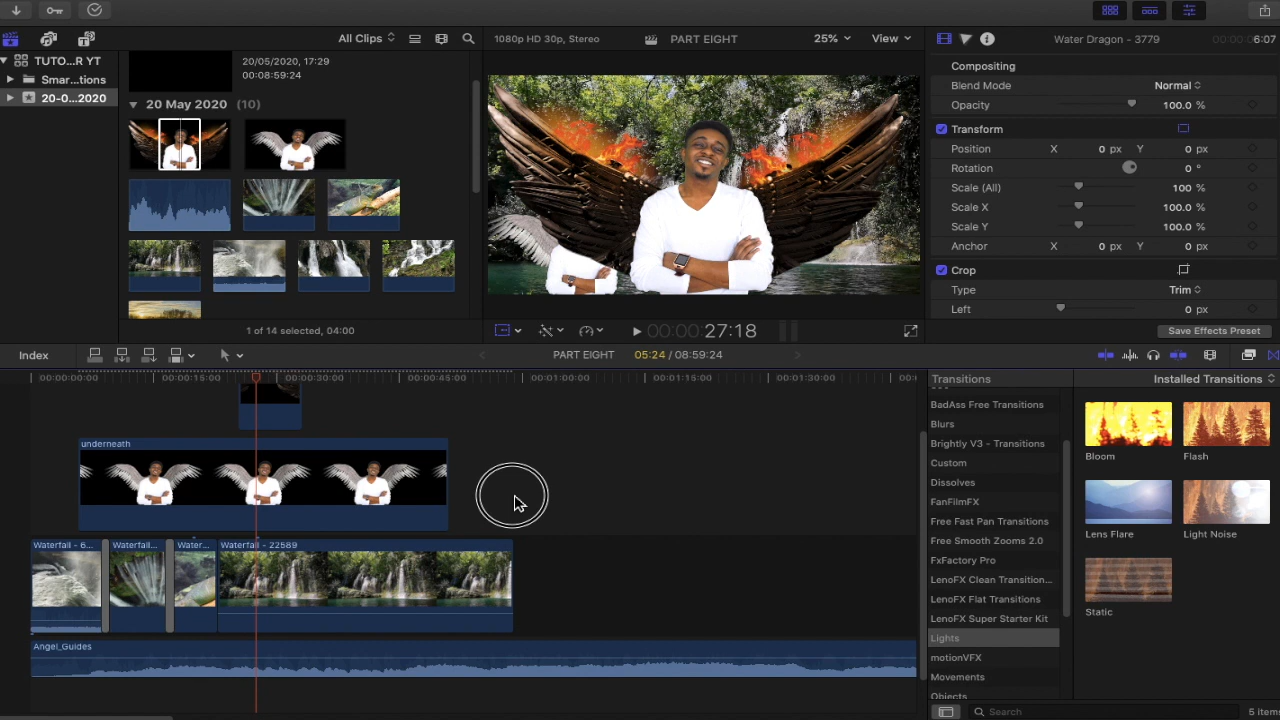 All Clips
1080p HD 30p, Stereo
PART EIGHT
25%
View
Water Dragon - 3779
00:00:06:07
TUTO...R YT
Smar...tions
20-0...2020
20/05/2020, 17:29
00:08:59:24
20 May 2020 (10)
1 of 14 selected, 04:00
00:00:27:18
Compositing
Blend Mode Normal
Opacity 100.0 %
Transform
Position X 0 px Y 0 px
Rotation 0 °
Scale (All) 100 %
Scale X 100.0 %
Scale Y 100.0 %
Anchor X 0 px Y 0 px
Crop
Type Trim
Left 0 px
Save Effects Preset
Index
PART EIGHT
05:24 / 08:59:24
00:00:00:00
00:00:15:00
00:00:30:00
00:00:45:00
00:01:00:00
00:01:15:00
00:01:30:00
underneath
Waterfall - 6...
Waterfall...
Water...
Waterfall - 22589
Angel_Guides
Transitions
BadAss Free Transitions
Blurs
Brightly V3 - Transitions
Custom
Dissolves
FanFilmFX
Free Fast Pan Transitions
Free Smooth Zooms 2.0
FxFactory Pro
LenoFX Clean Transition...
LenoFX Flat Transitions
LenoFX Super Starter Kit
Lights
motionVFX
Movements
Objects
Installed Transitions
Bloom
Flash
Lens Flare
Light Noise
Static
Search
5 items